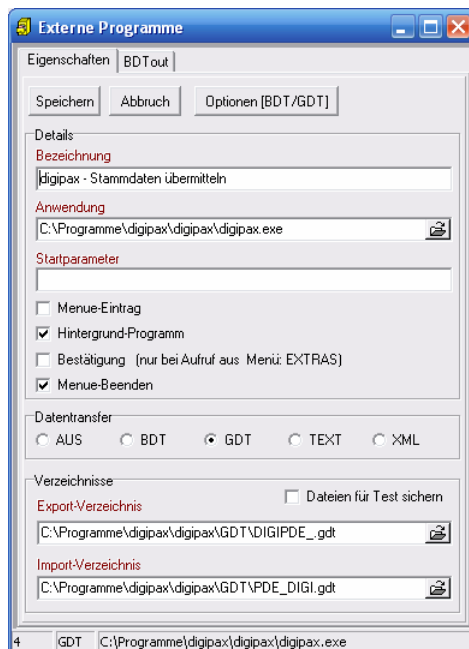 Externe Programme
Eigenschaften BDTout
Speichern Abbruch Optionen [BDT/GDT]
Details
Bezeichnung
digipax - Stammdaten übermitteln
Anwendung
C:\Programme\digipax\digipax\digipax.exe
Startparameter
Menue-Eintrag
Hintergrund-Programm
Bestätigung (nur bei Aufruf aus Menü: EXTRAS)
Menue-Beenden
Datentransfer
AUS BDT GDT TEXT XML
Verzeichnisse
Dateien für Test sichern
Export-Verzeichnis
C:\Programme\digipax\digipax\GDT\DIGIPDE_.gdt
Import-Verzeichnis
C:\Programme\digipax\digipax\GDT\PDE_DIGI.gdt
4 GDT C:\Programme\digipax\digipax\digipax.exe